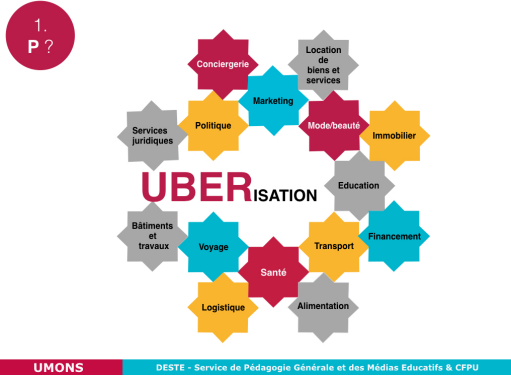 1.
P ?
Conciergerie
Location
de
biens et
services
Marketing
Politique
Mode/beauté
Services
juridiques
Immobilier
UBERISATION
Education
Bâtiments
et
travaux
Voyage
Santé
Transport
Financement
Logistique
Alimentation
UMONS
DESTE - Service de Pédagogie Générale et des Médias Educatifs & CFPU